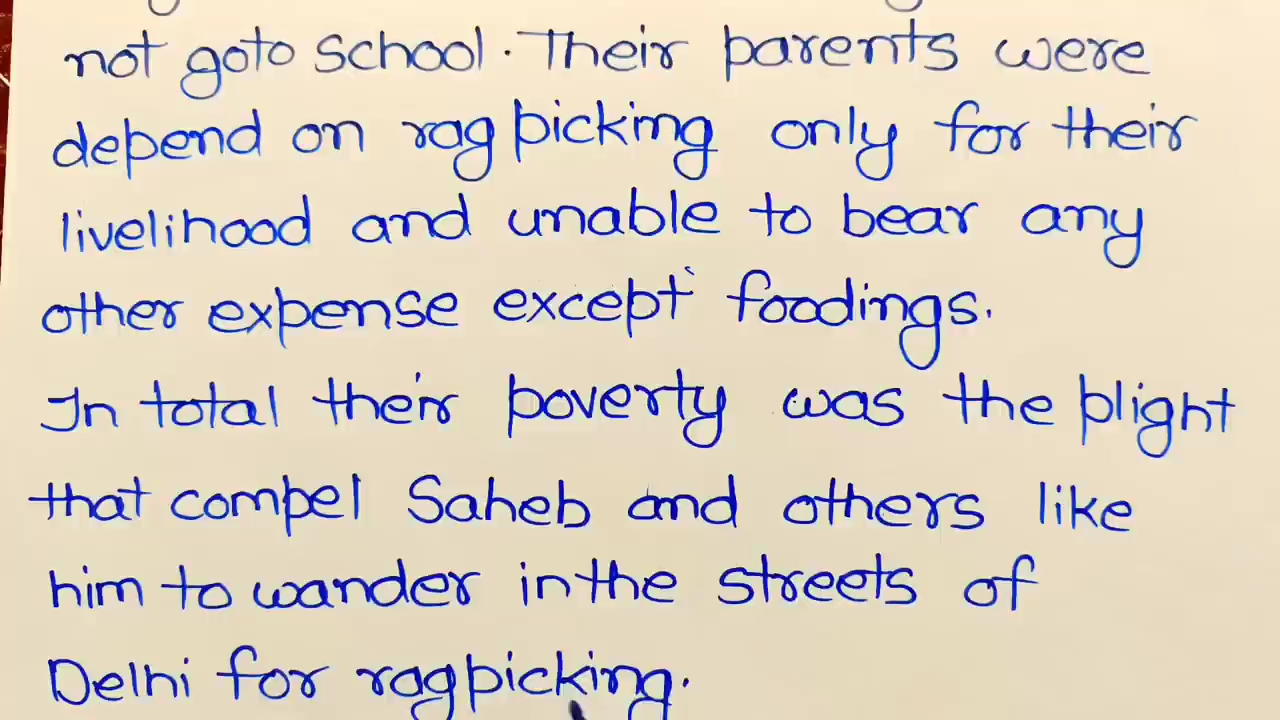 not goto school. Their parents were
depend on rag picking only for their
livelihood and unable to bear any
other expense except foodings.
In total their poverty was the plight
that compel Saheb and others like
him to wander in the streets of
Delhi for ragpicking.